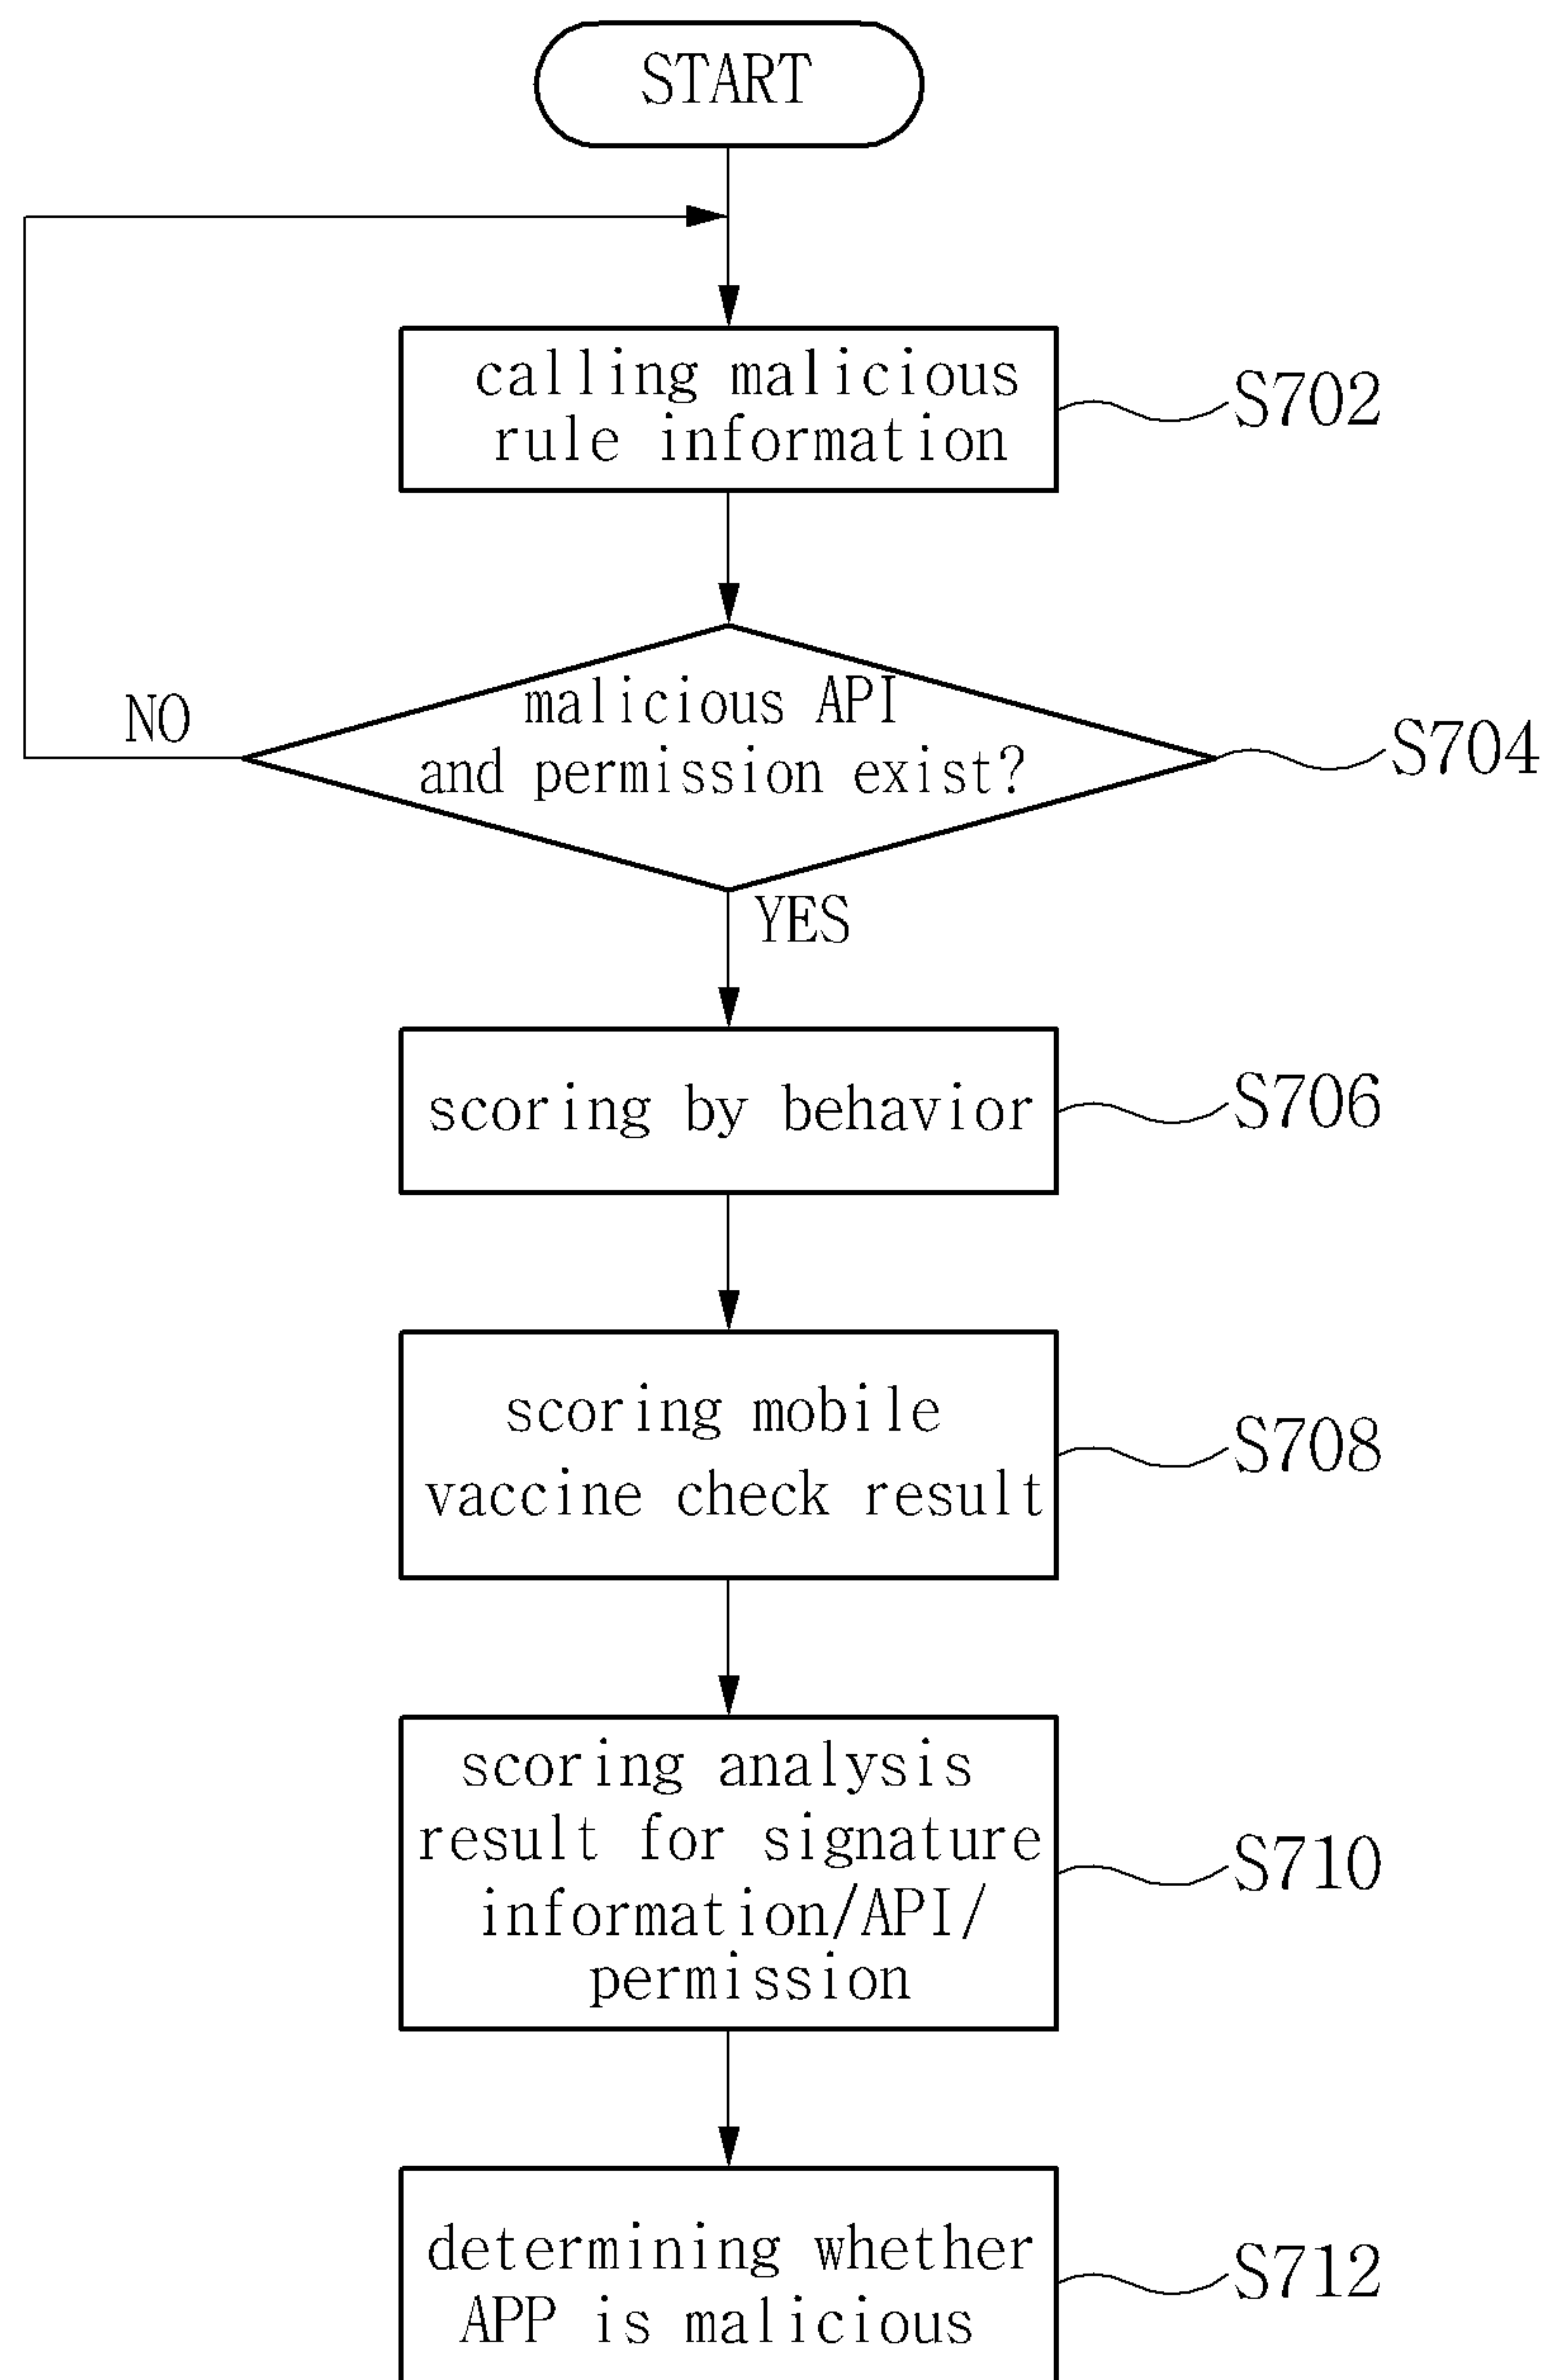 START
calling malicious
rule information
S702
malicious API
and permission exist?
S704
NO
YES
scoring by behavior
S706
scoring mobile
vaccine check result
S708
scoring analysis
result for signature
information/API/
permission
S710
determining whether
APP is malicious
S712